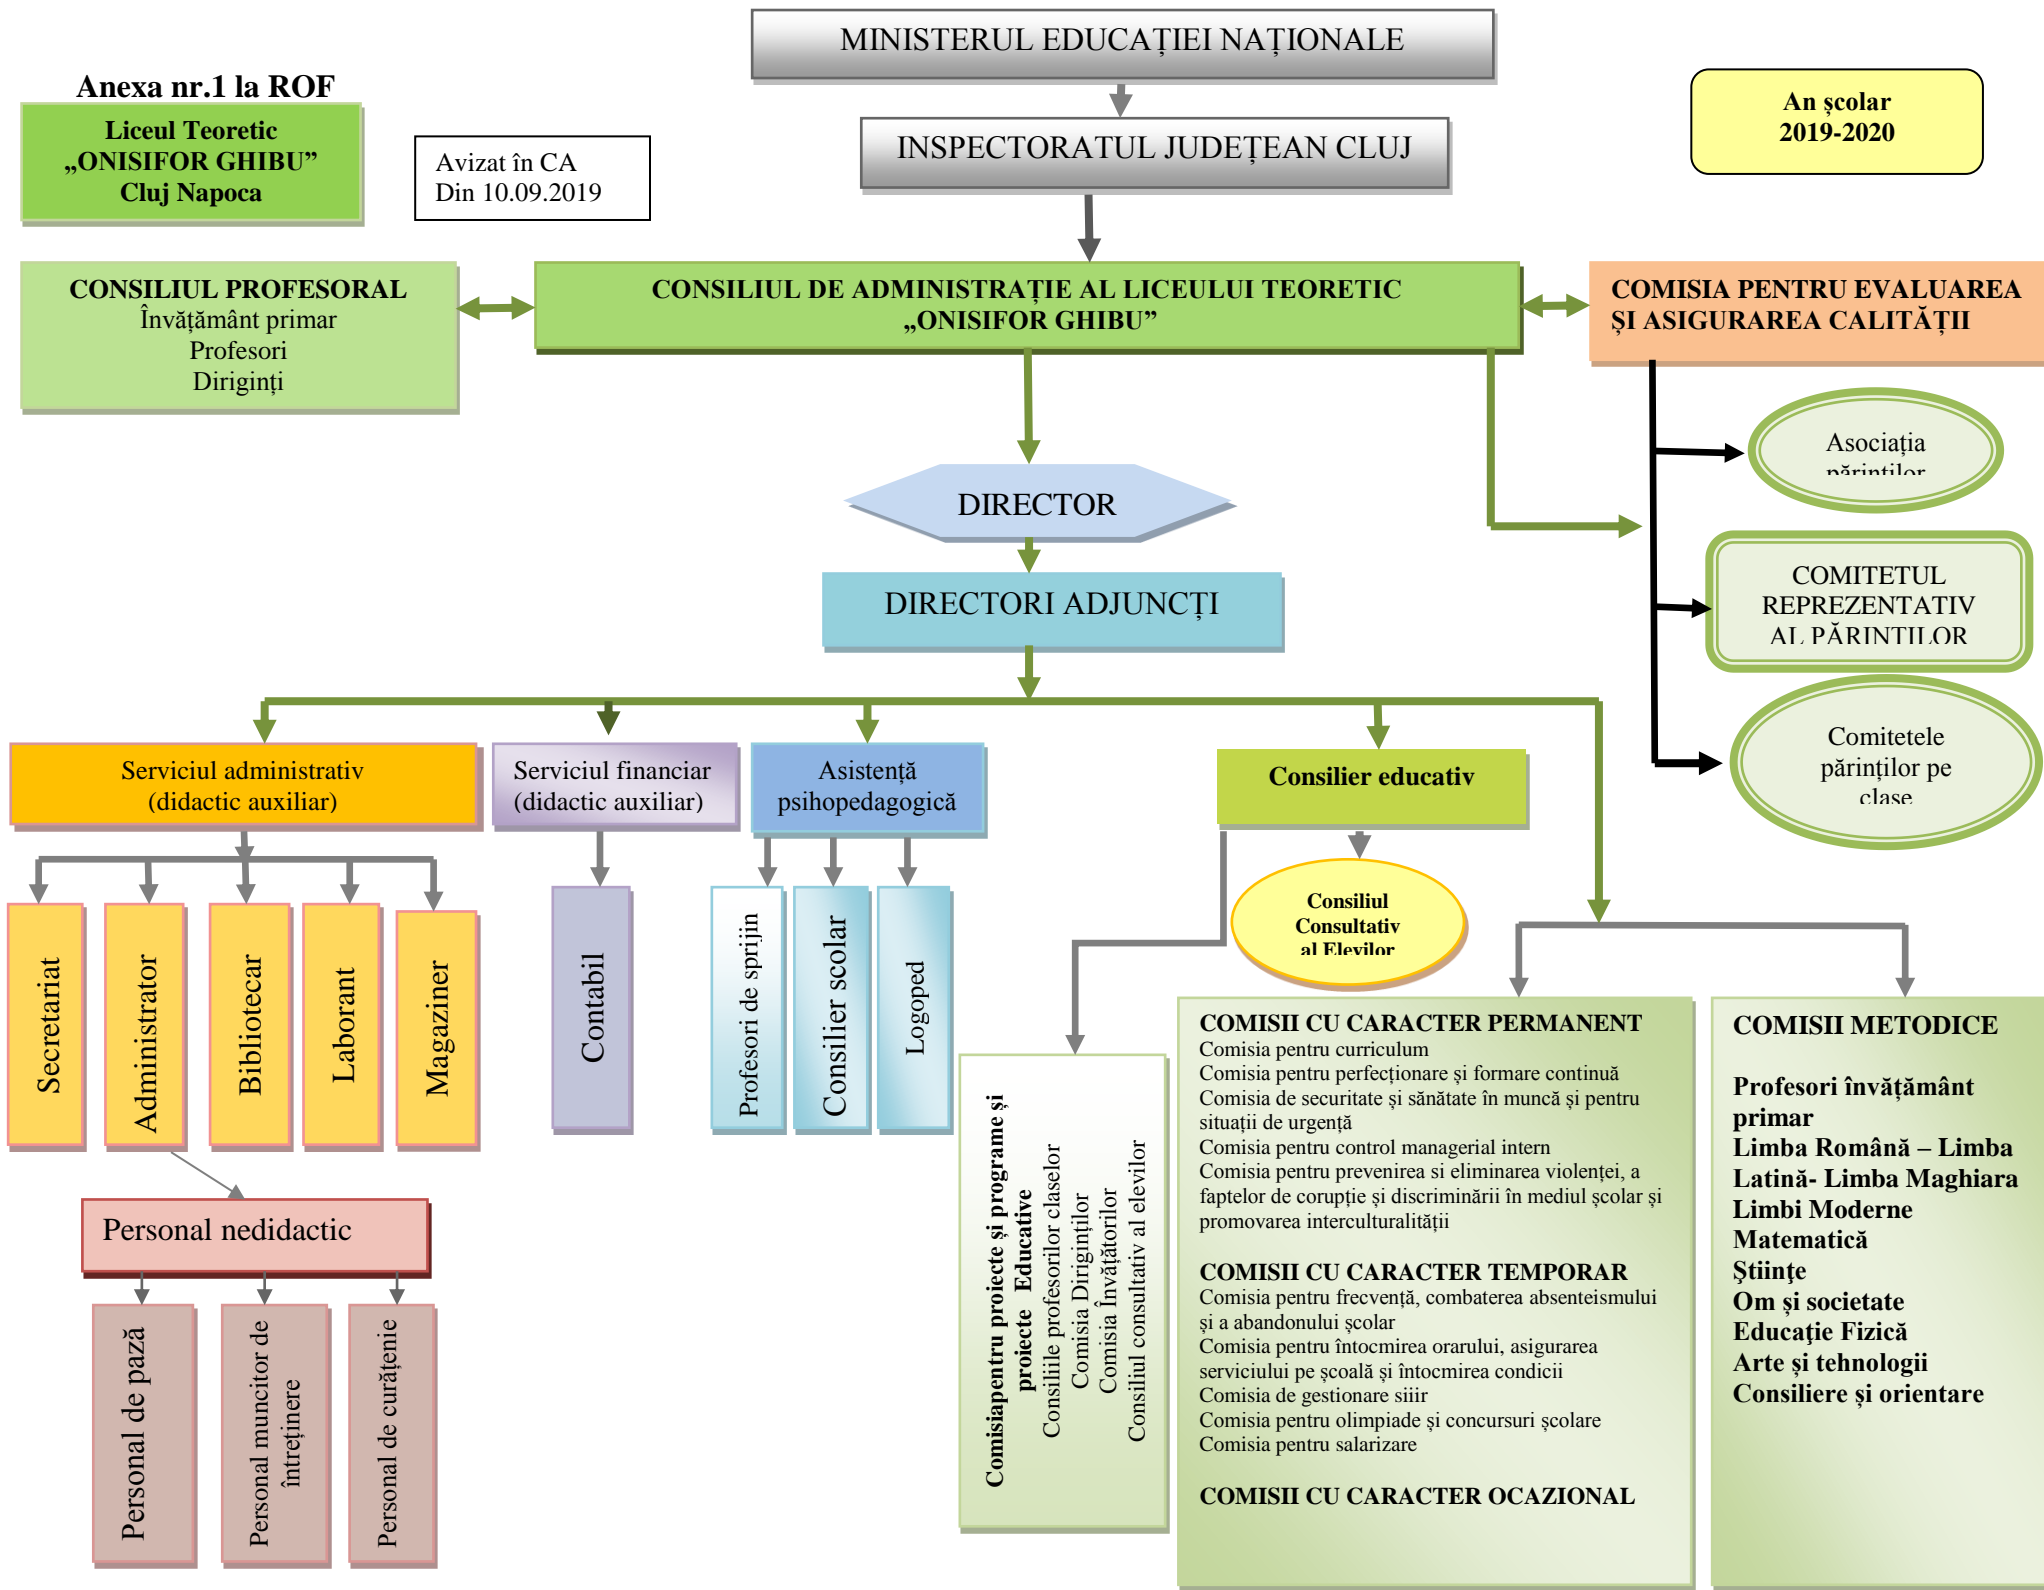 MINISTERUL EDUCAȚIEI NAȚIONALE
Anexa nr.1 la ROF
Liceul Teoretic
„ONISIFOR GHIBU”
Cluj Napoca
Avizat în CA
Din 10.09.2019
INSPECTORATUL JUDEȚEAN CLUJ
An școlar
2019-2020
CONSILIUL PROFESORAL
Învățământ primar
Profesori
Diriginți
CONSILIUL DE ADMINISTRAȚIE AL LICEULUI TEORETIC
„ONISIFOR GHIBU”
COMISIA PENTRU EVALUAREA
ȘI ASIGURAREA CALITĂȚII
Asociația
părinților
DIRECTOR
COMITETUL
REPREZENTATIV
AL PĂRINȚILOR
DIRECTORI ADJUNCȚI
Comitetele
părinților pe
clase
Serviciul administrativ
(didactic auxiliar)
Serviciul financiar
(didactic auxiliar)
Asistență
psihopedagogică
Consilier educativ
Consiliul
Consultativ
al Elevilor
Secretariat
Administrator
Bibliotecar
Laborant
Magaziner
Contabil
Profesori de sprijin
Consilier scolar
Logoped
Personal nedidactic
Personal de pază
Personal muncitor de
întreținere
Personal de curățenie
Comisiapentru proiecte și programe și
proiecte Educative
Consiliile profesorilor claselor
Comisia Diriginților
Comisia Învățătorilor
Consiliul consultativ al elevilor
COMISII CU CARACTER PERMANENT
Comisia pentru curriculum
Comisia pentru perfecționare și formare continuă
Comisia de securitate și sănătate în muncă și pentru
situații de urgență
Comisia pentru control managerial intern
Comisia pentru prevenirea si eliminarea violenței, a
faptelor de corupție și discriminării în mediul școlar și
promovarea interculturalității
COMISII CU CARACTER TEMPORAR
Comisia pentru frecvență, combaterea absenteismului
și a abandonului școlar
Comisia pentru întocmirea orarului, asigurarea
serviciului pe școală și întocmirea condicii
Comisia de gestionare siiir
Comisia pentru olimpiade și concursuri școlare
Comisia pentru salarizare
COMISII CU CARACTER OCAZIONAL
COMISII METODICE
Profesori învățământ
primar
Limba Română – Limba
Latină- Limba Maghiara
Limbi Moderne
Matematică
Ştiinţe
Om și societate
Educaţie Fizică
Arte și tehnologii
Consiliere și orientare